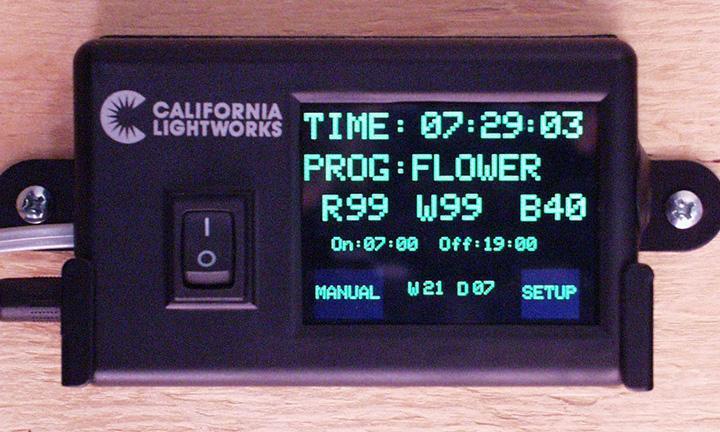 CALIFORNIA
LIGHTWORKS
TIME: 07:29:03
PROG:FLOWER
R99 W99 B40
On:07:00 Off:19:00
MANUAL W21 D07 SETUP